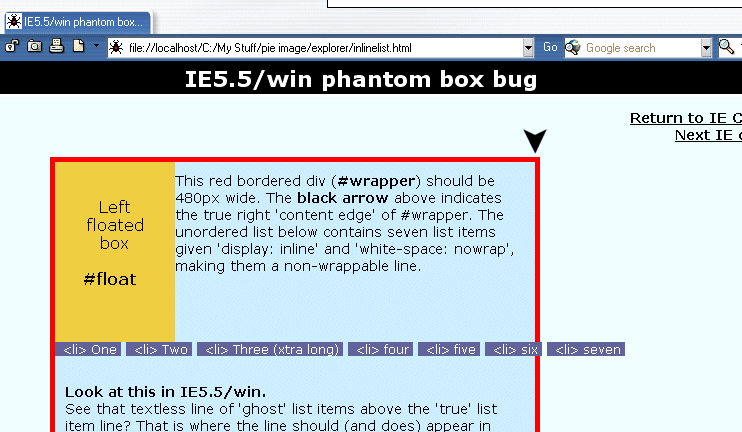 IE5.5/win phantom box...
file://localhost/C:/My Stuff/pie image/explorer/inlinelist.html
Go
Google search
IE5.5/win phantom box bug
Return to IE
Next IE
This red bordered div (#wrapper) should be
480px wide. The black arrow above indicates
the true right 'content edge' of #wrapper. The
unordered list below contains seven list items
given 'display: inline' and 'white-space: nowrap',
making them a non-wrappable line.
Left
floated
box
#float
<li> One <li> Two <li> Three (xtra long) <li> four <li> five <li> six <li> seven
Look at this in IE5.5/win.
See that textless line of 'ghost' list items above the 'true' list
item line? That is where the line should (and does) appear in